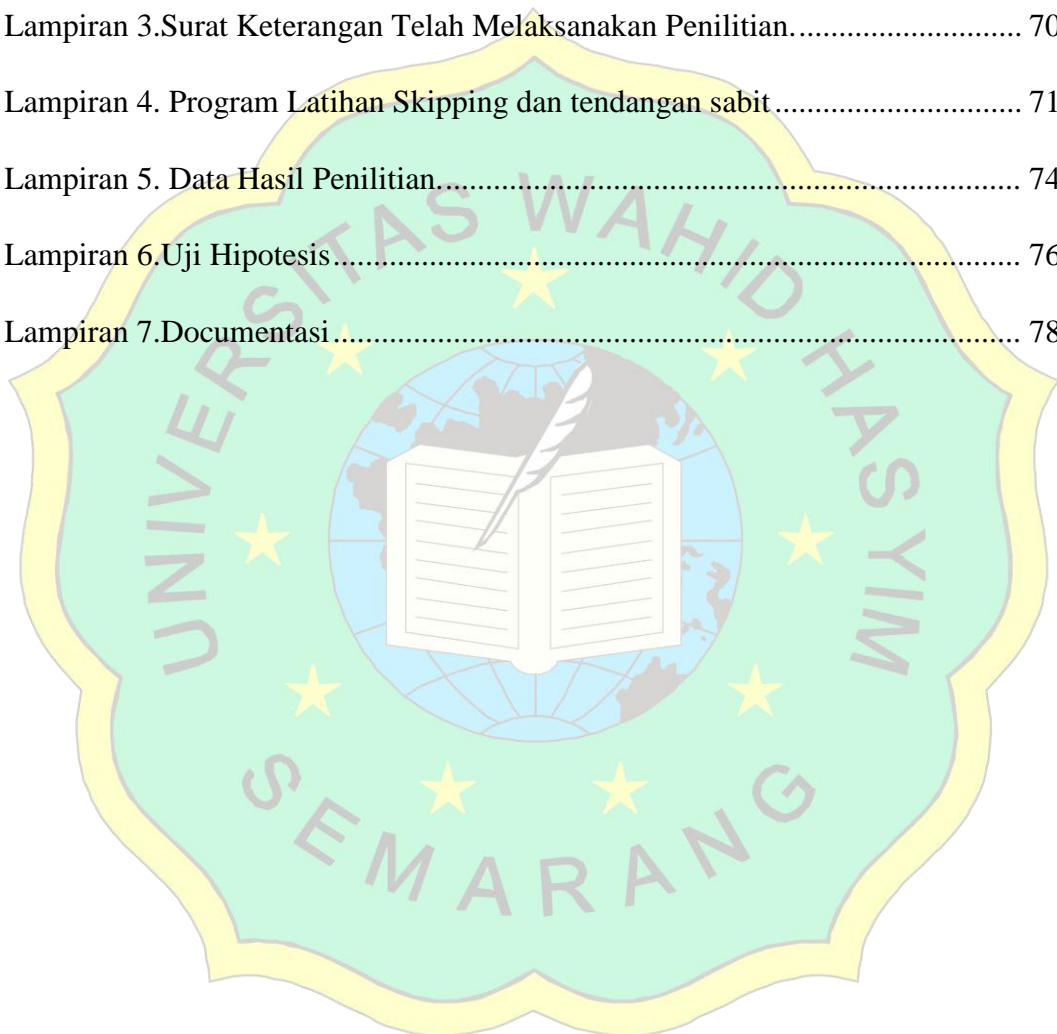 Lampiran 3.Surat Keterangan Telah Melaksanakan Penilitian............................. 70
Lampiran 4. Program Latihan Skipping dan tendangan sabit ............................ 71
Lampiran 5. Data Hasil Penilitian..................................................................... 74
Lampiran 6.Uji Hipotesis................................................................................ 76
Lampiran 7.Documentasi................................................................................ 78
UNIVERSITAS WAHID HASYIM
SEMARANG